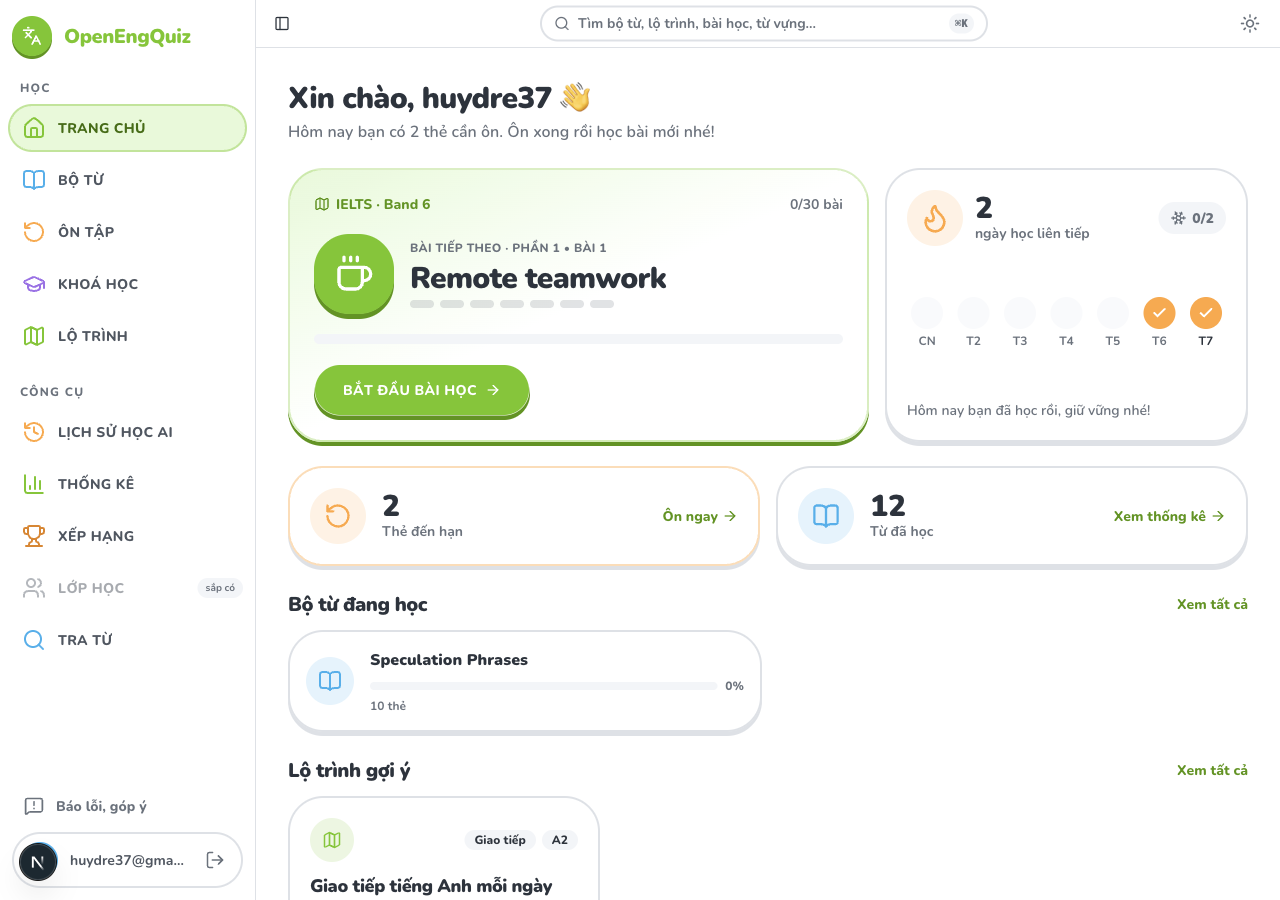 OpenEngQuiz
HỌC
TRANG CHỦ
BỘ TỪ
ÔN TẬP
KHOÁ HỌC
LỘ TRÌNH
CÔNG CỤ
LỊCH SỬ HỌC AI
THỐNG KÊ
XẾP HẠNG
LỚP HỌC
sắp có
TRA TỪ
Báo lỗi, góp ý
N
huydre37@gma...
Tìm bộ từ, lộ trình, bài học, từ vựng...
⌘K
Xin chào, huydre37 👋
Hôm nay bạn có 2 thẻ cần ôn. Ôn xong rồi học bài mới nhé!
IELTS · Band 6
0/30 bài
BÀI TIẾP THEO · PHẦN 1 • BÀI 1
Remote teamwork
BẮT ĐẦU BÀI HỌC →
2
ngày học liên tiếp
0/2
CN T2 T3 T4 T5 T6 T7
Hôm nay bạn đã học rồi, giữ vững nhé!
2
Thẻ đến hạn
Ôn ngay →
12
Từ đã học
Xem thống kê →
Bộ từ đang học
Xem tất cả
Speculation Phrases
0%
10 thẻ
Lộ trình gợi ý
Xem tất cả
Giao tiếp
A2
Giao tiếp tiếng Anh mỗi ngày